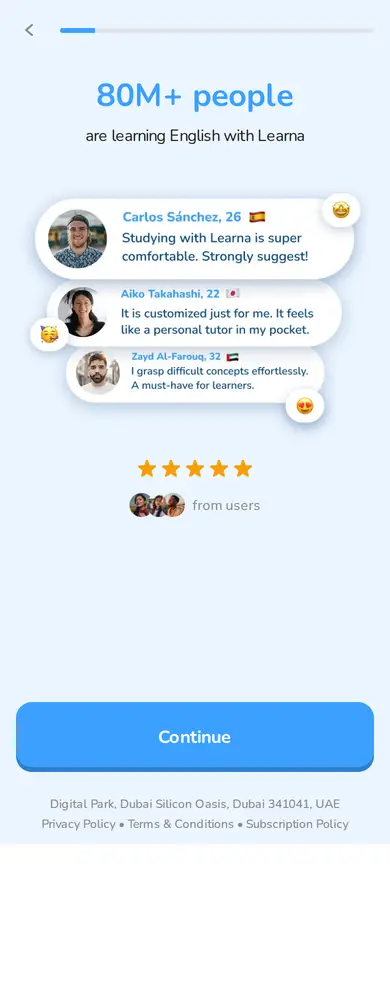 80M+ people
are learning English with Learna
Carlos Sánchez, 26 🇪🇸
Studying with Learna is super
comfortable. Strongly suggest!
Aiko Takahashi, 22 🇯🇵
It is customized just for me. It feels
like a personal tutor in my pocket.
Zayd Al-Farouq, 32 🇦🇪
I grasp difficult concepts effortlessly.
A must-have for learners.
from users
Continue
Digital Park, Dubai Silicon Oasis, Dubai 341041, UAE
Privacy Policy • Terms & Conditions • Subscription Policy